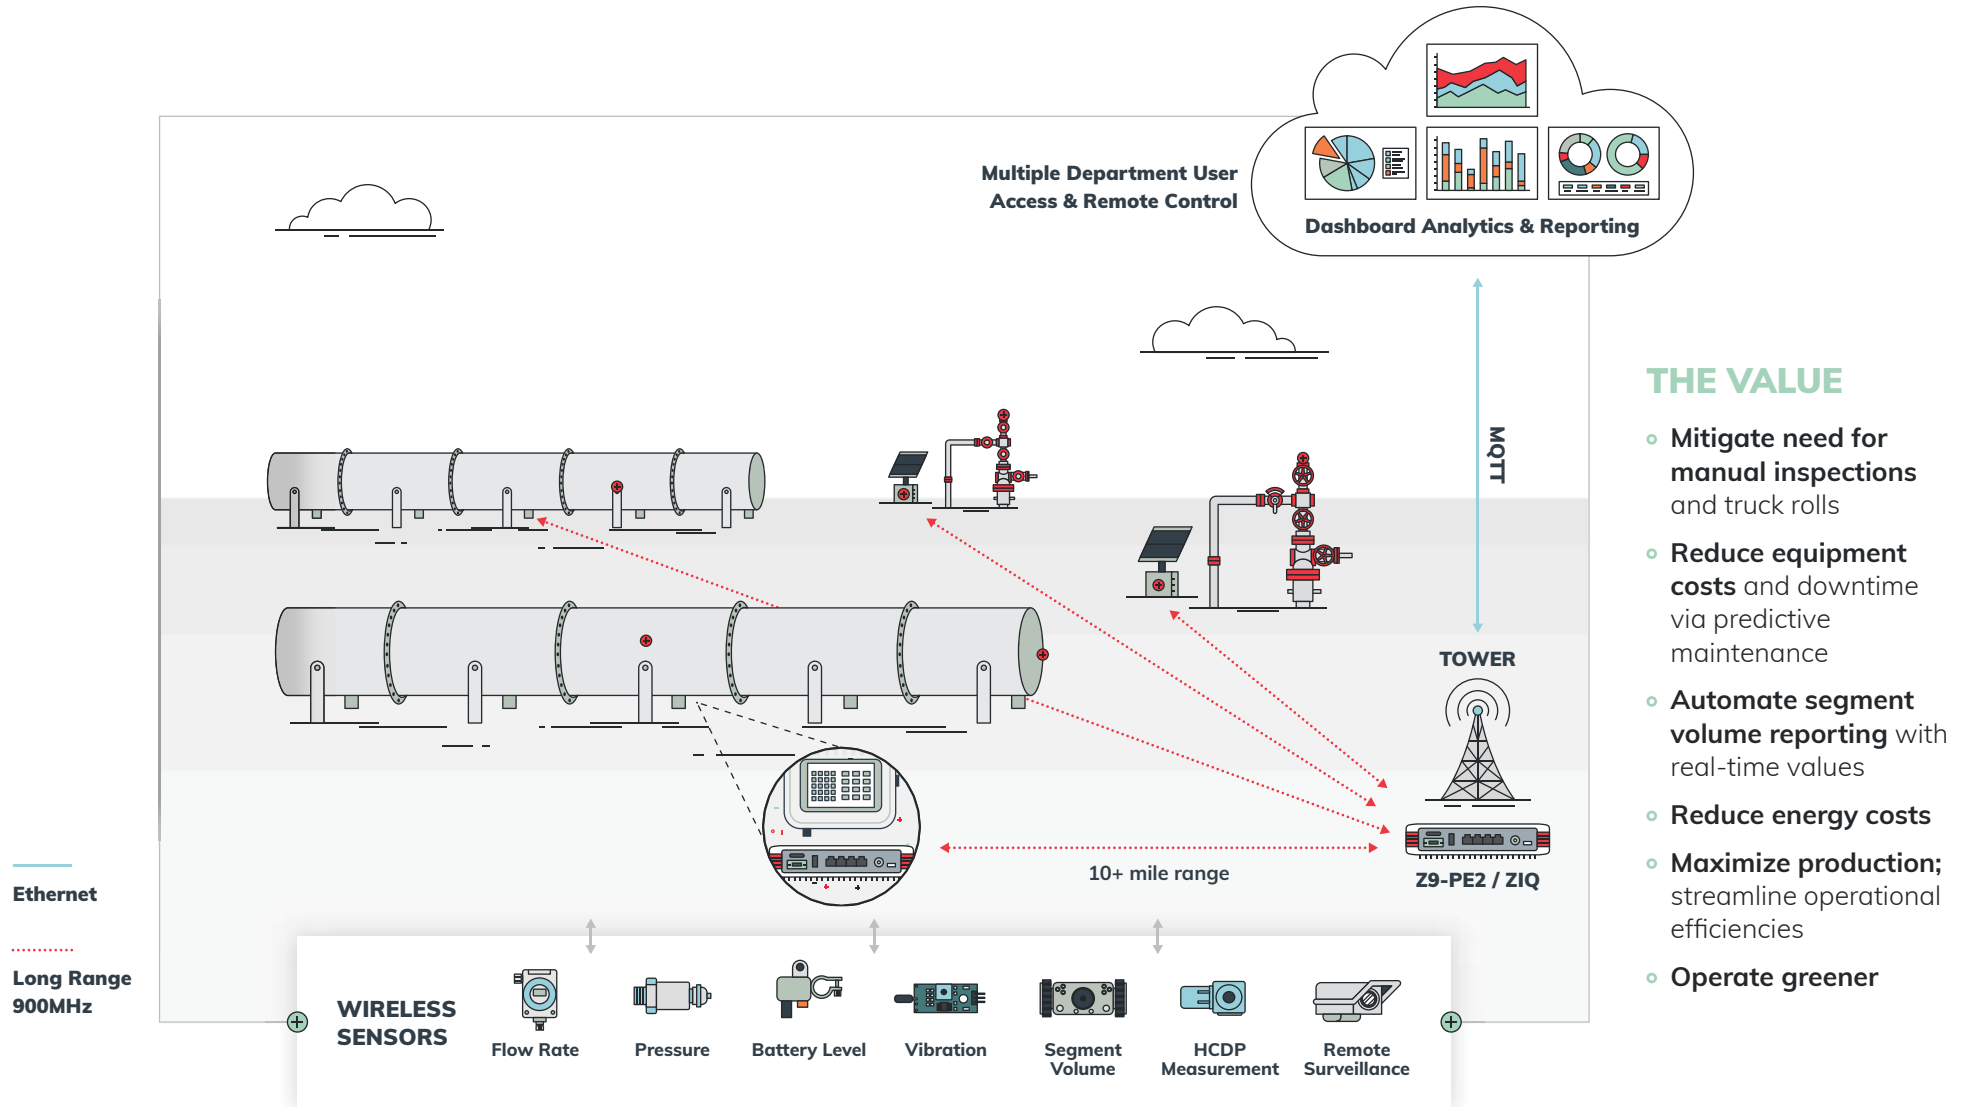 Multiple Department User
Access & Remote Control
Dashboard Analytics & Reporting
MQTT
TOWER
Z9-PE2 / ZIQ
10+ mile range
Ethernet
Long Range
900MHz
WIRELESS
SENSORS
Flow Rate
Pressure
Battery Level
Vibration
Segment
Volume
HCDP
Measurement
Remote
Surveillance
THE VALUE
Mitigate need for
manual inspections
and truck rolls
Reduce equipment
costs and downtime
via predictive
maintenance
Automate segment
volume reporting with
real-time values
Reduce energy costs
Maximize production;
streamline operational
efficiencies
Operate greener